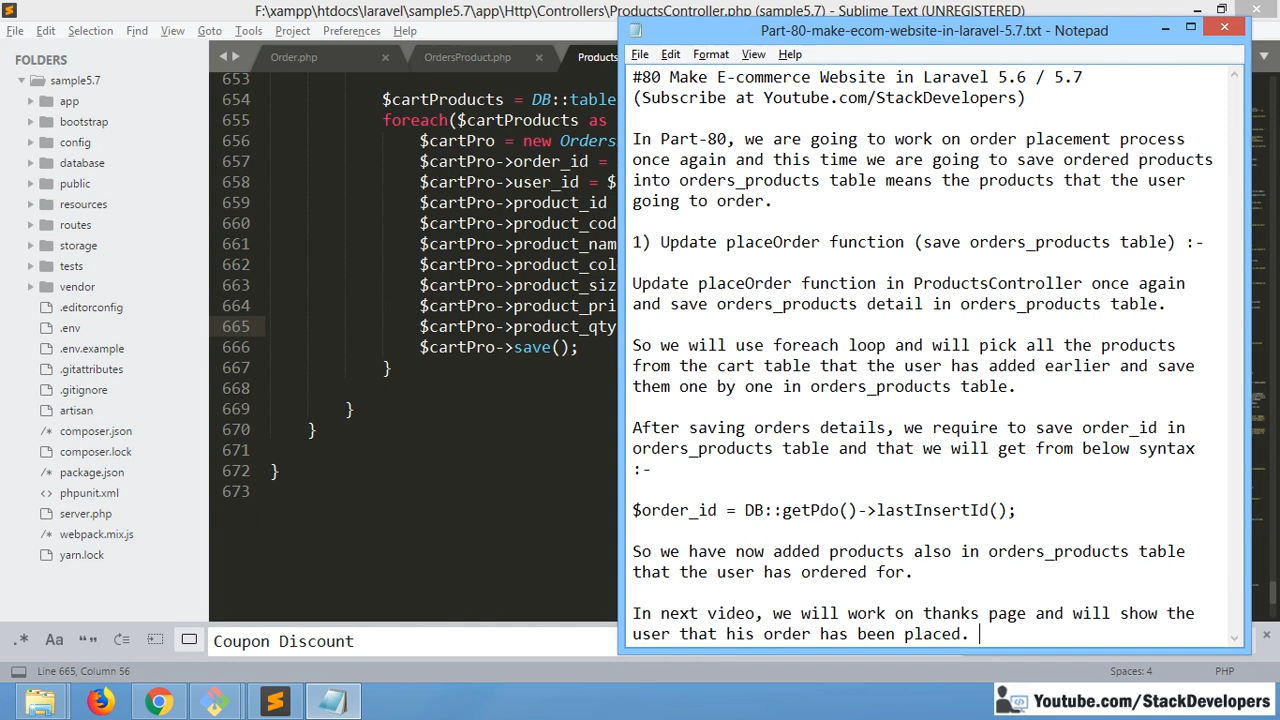 F:\xampp\htdocs\laravel\sample5.7\app\Http\Controllers\ProductsController.php (sample5.7) - Sublime Text (UNREGISTERED)
File Edit Selection Find View Goto Tools Project Preferences Help
FOLDERS
sample5.7
app
bootstrap
config
database
public
resources
routes
storage
tests
vendor
.editorconfig
.env
.env.example
.gitattributes
.gitignore
artisan
composer.json
composer.lock
package.json
phpunit.xml
server.php
webpack.mix.js
yarn.lock
Order.php × OrdersProduct.php × Products
653
654 $cartProducts = DB::table
655 foreach($cartProducts as
656 $cartPro = new Orders
657 $cartPro->order_id =
658 $cartPro->user_id = $
659 $cartPro->product_id
660 $cartPro->product_cod
661 $cartPro->product_nam
662 $cartPro->product_col
663 $cartPro->product_siz
664 $cartPro->product_pri
665 $cartPro->product_qty
666 $cartPro->save();
667 }
668
669 }
670 }
671
672 }
673
Part-80-make-ecom-website-in-laravel-5.7.txt - Notepad
File Edit Format View Help
#80 Make E-commerce Website in Laravel 5.6 / 5.7
(Subscribe at Youtube.com/StackDevelopers)
In Part-80, we are going to work on order placement process
once again and this time we are going to save ordered products
into orders_products table means the products that the user
going to order.
1) Update placeOrder function (save orders_products table) :-
Update placeOrder function in ProductsController once again
and save orders_products detail in orders_products table.
So we will use foreach loop and will pick all the products
from the cart table that the user has added earlier and save
them one by one in orders_products table.
After saving orders details, we require to save order_id in
orders_products table and that we will get from below syntax
:-
$order_id = DB::getPdo()->lastInsertId();
So we have now added products also in orders_products table
that the user has ordered for.
In next video, we will work on thanks page and will show the
user that his order has been placed.
.* Aa “” Coupon Discount
Line 665, Column 56 Spaces: 4 PHP
Youtube.com/StackDevelopers